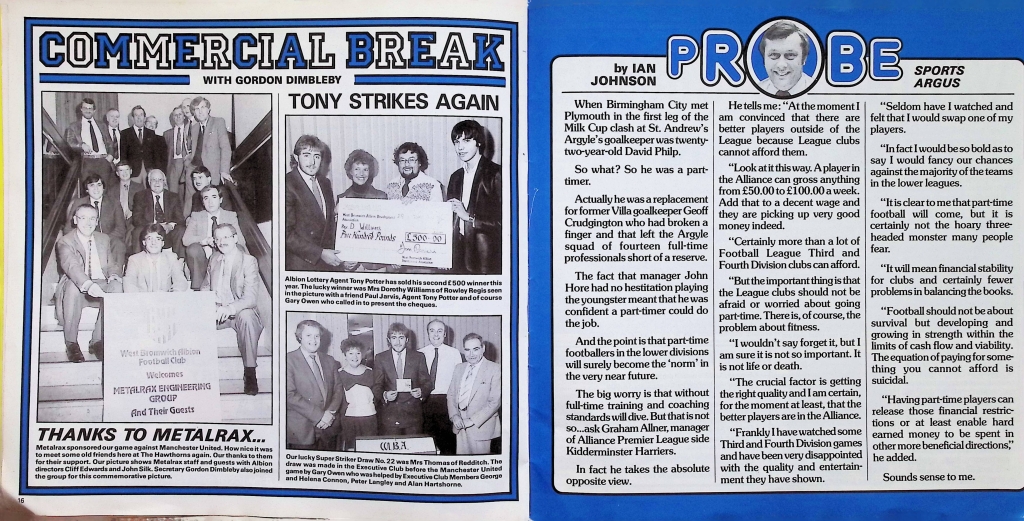 COMMERCIAL BREAK
WITH GORDON DIMBLEBY
West Bromwich Albion
Football Club
Welcomes
METALRAX ENGINEERING
GROUP
And Their Guests
THANKS TO METALRAX...
Metalrax sponsored our game against Manchester United. How nice it was
to meet some old friends here at The Hawthorns again. Our thanks to them
for their support. Our picture shows Metalrax staff and guests with Albion
directors Cliff Edwards and John Silk. Secretary Gordon Dimbleby also joined
the group for this commemorative picture.
16
TONY STRIKES AGAIN
D Williams
Five Hundred Pounds
£500 00
Albion Lottery Agent Tony Potter has sold his second £500 winner this
year. The lucky winner was Mrs Dorothy Williams of Rowley Regis seen
in the picture with a friend Paul Jarvis, Agent Tony Potter and of course
Gary Owen who called in to present the cheques.
W.B.A.
Our lucky Super Striker Draw No. 22 was Mrs Thomas of Redditch. The
draw was made in the Executive Club before the Manchester United
game by Gary Owen who was helped by Executive Club Members George
and Helena Connon, Peter Langley and Alan Hartshorne.
PROBE
by IAN
JOHNSON
SPORTS
ARGUS
When Birmingham City met
Plymouth in the first leg of the
Milk Cup clash at St. Andrew's
Argyle's goalkeeper was twenty-
two-year-old David Philp.
So what? So he was a part-
timer.
Actually he was a replacement
for former Villa goalkeeper Geoff
Crudgington who had broken a
finger and that left the Argyle
squad of fourteen full-time
professionals short of a reserve.
The fact that manager John
Hore had no hestitation playing
the youngster meant that he was
confident a part-timer could do
the job.
And the point is that part-time
footballers in the lower divisions
will surely become the 'norm' in
the very near future.
The big worry is that without
full-time training and coaching
standards will dive. But that is not
so...ask Graham Allner, manager
of Alliance Premier League side
Kidderminster Harriers.
In fact he takes the absolute
opposite view.
He tells me: "At the moment I
am convinced that there are
better players outside of the
League because League clubs
cannot afford them.
"Look at it this way. A player in
the Alliance can gross anything
from £50.00 to £100.00 a week.
Add that to a decent wage and
they are picking up very good
money indeed.
"Certainly more than a lot of
Football League Third and
Fourth Division clubs can afford.
"But the important thing is that
the League clubs should not be
afraid or worried about going
part-time. There is, of course, the
problem about fitness.
"I wouldn't say forget it, but I
am sure it is not so important. It
is not life or death.
"The crucial factor is getting
the right quality and I am certain,
for the moment at least, that the
better players are in the Alliance.
"Frankly I have watched some
Third and Fourth Division games
and have been very disappointed
with the quality and entertain-
ment they have shown.
"Seldom have I watched and
felt that I would swap one of my
players.
"In fact I would be so bold as to
say I would fancy our chances
against the majority of the teams
in the lower leagues.
"It is clear to me that part-time
football will come, but it is
certainly not the hoary three-
headed monster many people
fear.
"It will mean financial stability
for clubs and certainly fewer
problems in balancing the books.
"Football should not be about
survival but developing and
growing in strength within the
limits of cash flow and viability.
The equation of paying for some-
thing you cannot afford is
suicidal.
"Having part-time players can
release those financial restric-
tions or at least enable hard
earned money to be spent in
other more beneficial directions,"
he added.
Sounds sense to me.